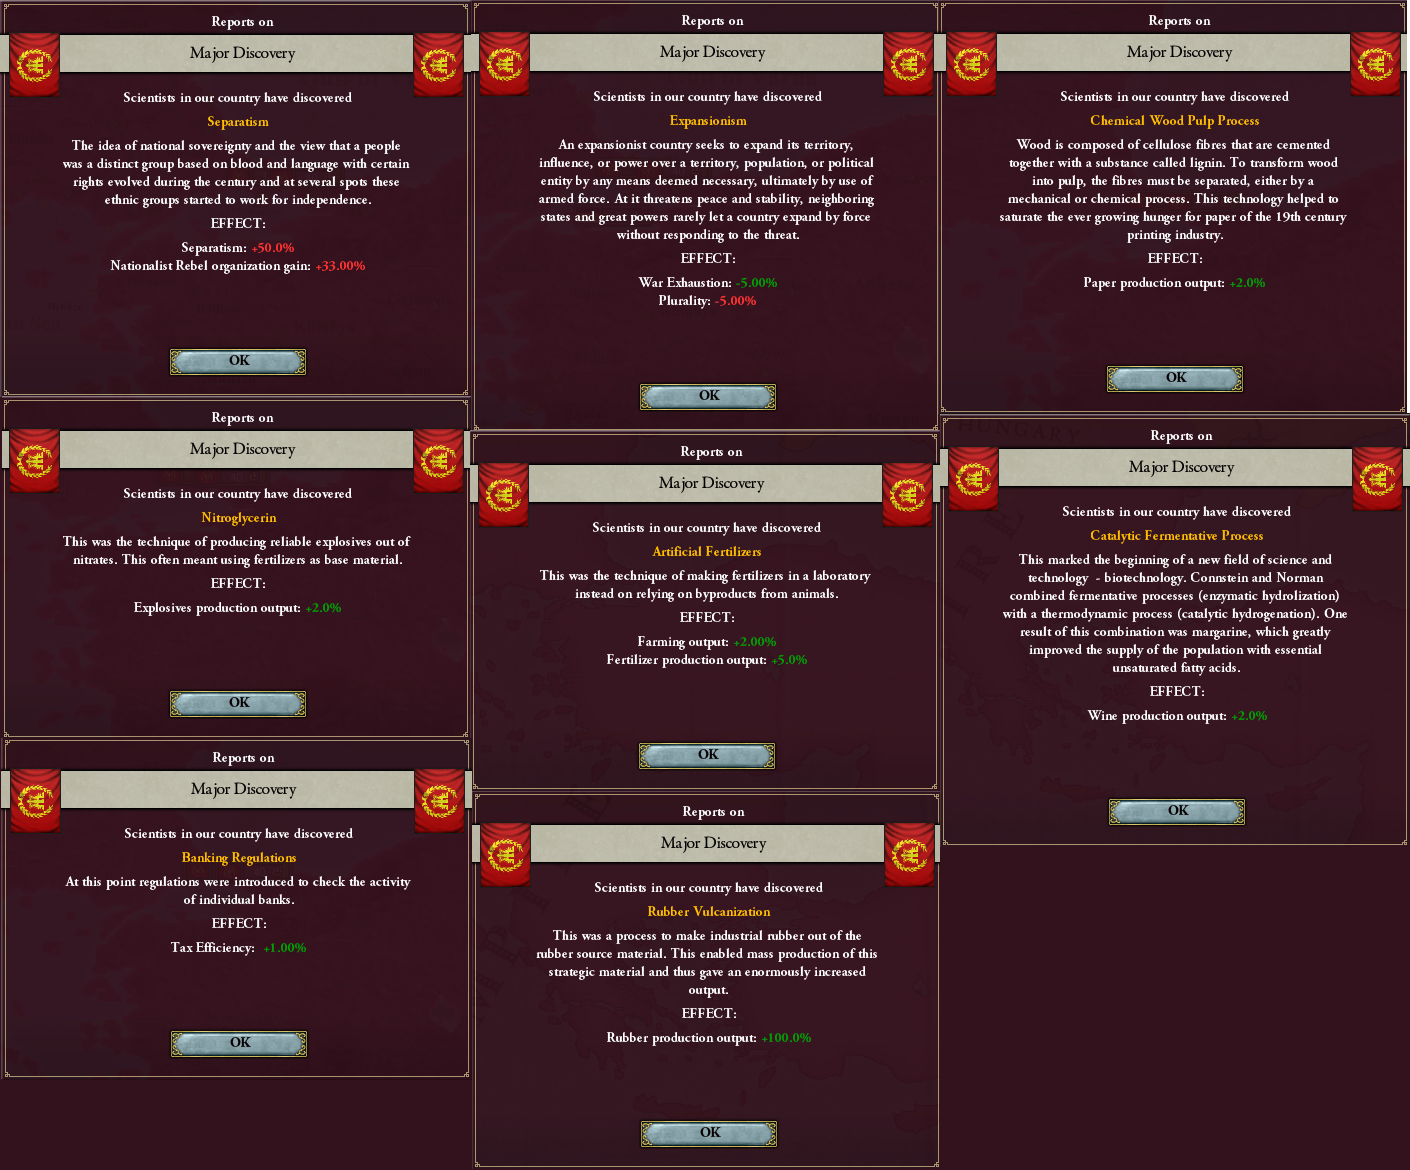 Reports on
Major Discovery
Scientists in our country have discovered
Separatism
The idea of national sovereignty and the view that a people
was a distinct group based on blood and language with certain
rights evolved during the century and at several spots these
ethnic groups started to work for independence.
EFFECT:
Separatism: +50.0%
Nationalist Rebel organization gain: +33.00%
OK
Reports on
Major Discovery
Scientists in our country have discovered
Nitroglycerin
This was the technique of producing reliable explosives out of
nitrates. This often meant using fertilizers as base material.
EFFECT:
Explosives production output: +2.0%
OK
Reports on
Major Discovery
Scientists in our country have discovered
Banking Regulations
At this point regulations were introduced to check the activity
of individual banks.
EFFECT:
Tax Efficiency: +1.00%
OK
Reports on
Major Discovery
Scientists in our country have discovered
Expansionism
An expansionist country seeks to expand its territory,
influence, or power over a territory, population, or political
entity by any means deemed necessary, ultimately by use of
armed force. At it threatens peace and stability, neighboring
states and great powers rarely let a country expand by force
without responding to the threat.
EFFECT:
War Exhaustion: -5.00%
Plurality: -5.00%
OK
Reports on
Major Discovery
Scientists in our country have discovered
Artificial Fertilizers
This was the technique of making fertilizers in a laboratory
instead on relying on byproducts from animals.
EFFECT:
Farming output: +2.00%
Fertilizer production output: +5.0%
OK
Reports on
Major Discovery
Scientists in our country have discovered
Rubber Vulcanization
This was a process to make industrial rubber out of the
rubber source material. This enabled mass production of this
strategic material and thus gave an enormously increased
output.
EFFECT:
Rubber production output: +100.0%
OK
Reports on
Major Discovery
Scientists in our country have discovered
Chemical Wood Pulp Process
Wood is composed of cellulose fibres that are cemented
together with a substance called lignin. To transform wood
into pulp, the fibres must be separated, either by a
mechanical or chemical process. This technology helped to
saturate the ever growing hunger for paper of the 19th century
printing industry.
EFFECT:
Paper production output: +2.0%
OK
HUNGARY
Reports on
Major Discovery
Scientists in our country have discovered
Catalytic Fermentative Process
This marked the beginning of a new field of science and
technology - biotechnology. Connstein and Norman
combined fermentative processes (enzymatic hydrolization)
with a thermodynamic process (catalytic hydrogenation). One
result of this combination was margarine, which greatly
improved the supply of the population with essential
unsaturated fatty acids.
EFFECT:
Wine production output: +2.0%
OK